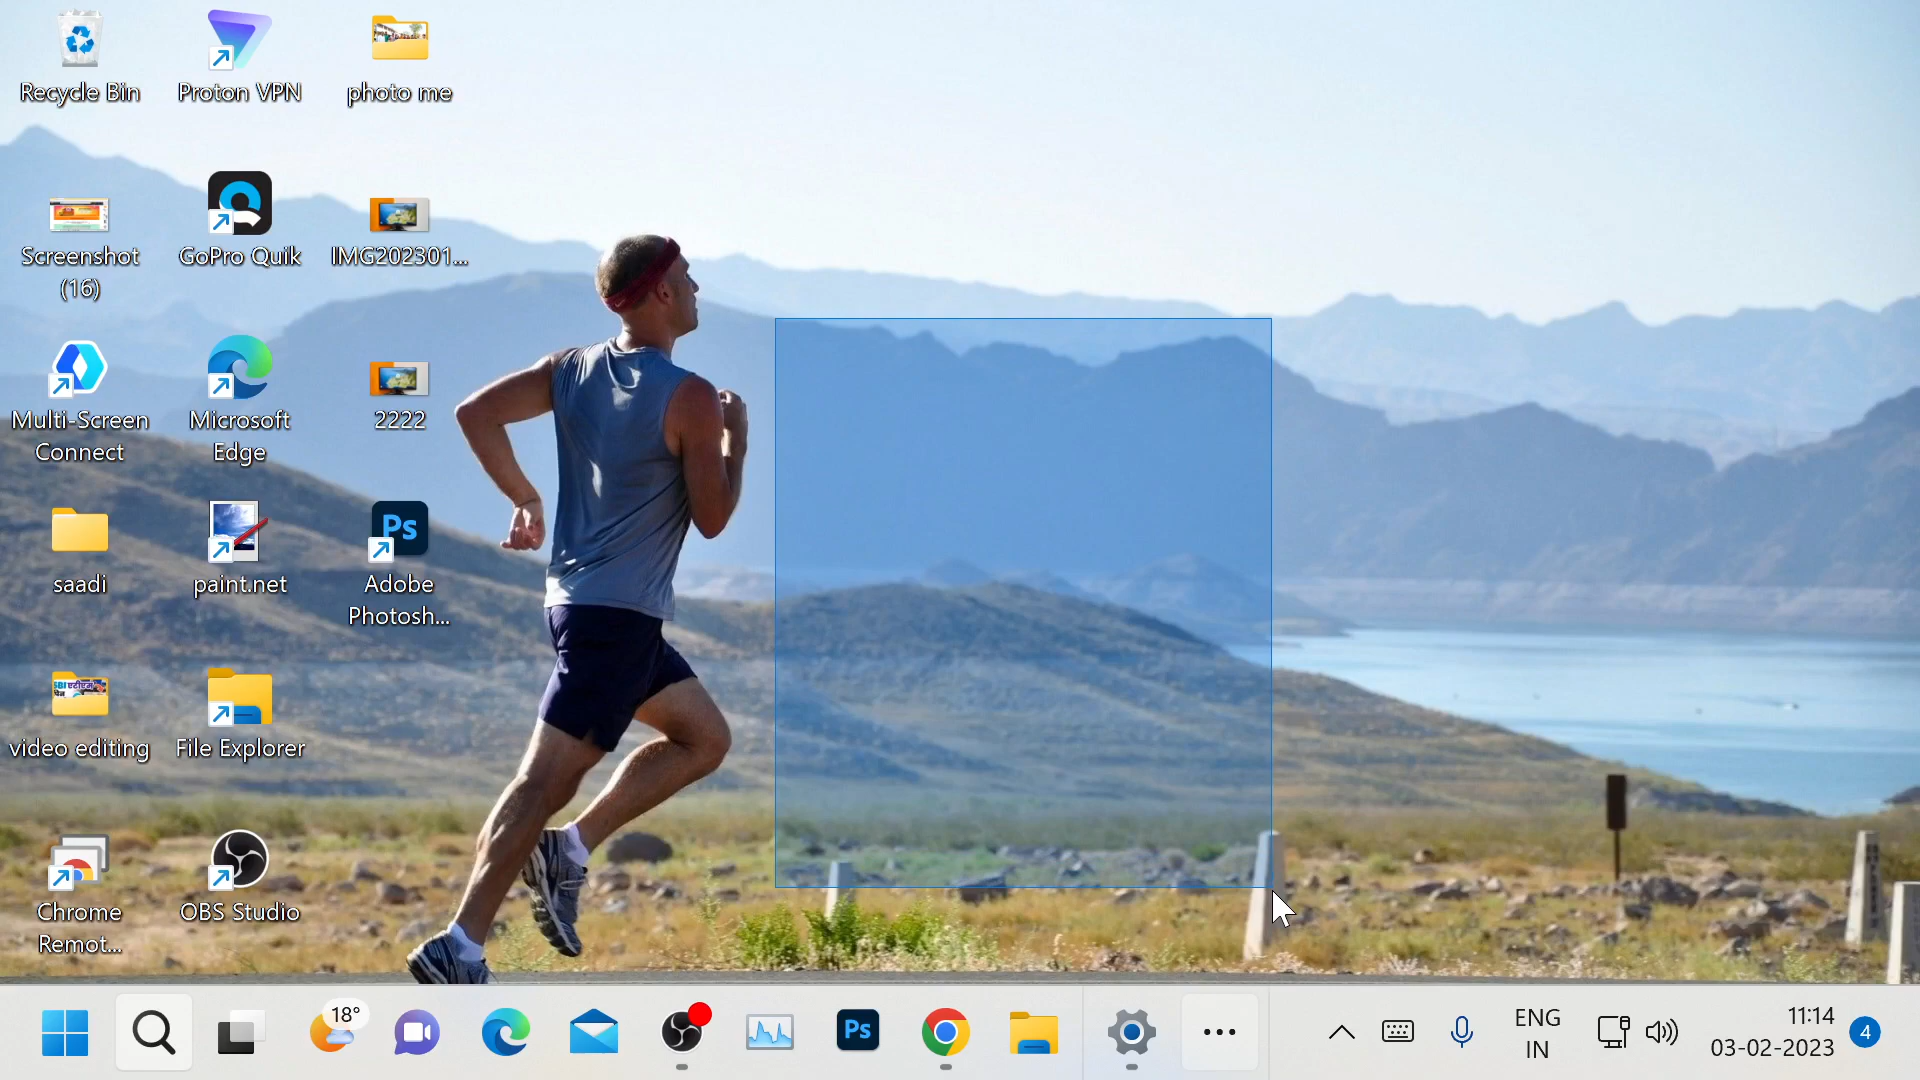 Recycle Bin
Proton VPN
photo me
Screenshot
(16)
GoPro Quik
IMG202301...
Multi-Screen
Connect
Microsoft
Edge
2222
saadi
paint.net
Ps
Adobe
Photosh...
video editing
File Explorer
Chrome
Remot...
OBS Studio
18°
Ps
ENG
IN
11:14
03-02-2023
4